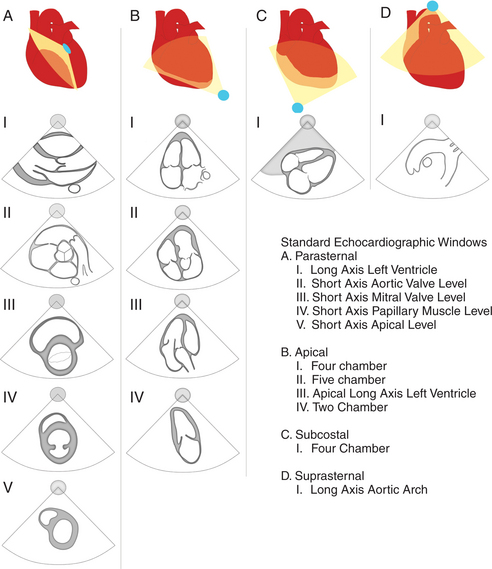 A
B
C
D
I
I
I
I
II
II
III
III
IV
IV
V
Standard Echocardiographic Windows
A. Parasternal
I. Long Axis Left Ventricle
II. Short Axis Aortic Valve Level
III. Short Axis Mitral Valve Level
IV. Short Axis Papillary Muscle Level
V. Short Axis Apical Level
B. Apical
I. Four chamber
II. Five chamber
III. Apical Long Axis Left Ventricle
IV. Two Chamber
C. Subcostal
I. Four Chamber
D. Suprasternal
I. Long Axis Aortic Arch